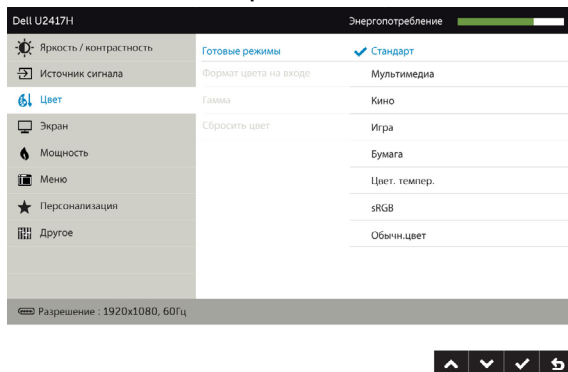 Dell U2417H Энергопотребление
Яркость / контрастность Готовые режимы Стандарт
Источник сигнала Формат цвета на входе Мультимедиа
Цвет Гамма Кино
Экран Сбросить цвет Игра
Мощность Бумага
Меню Цвет. темпер.
Персонализация sRGB
Другое Обычн.цвет
Разрешение : 1920x1080, 60Гц